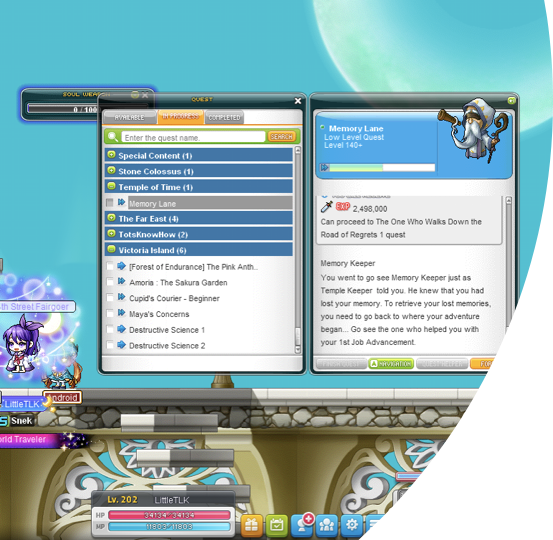 SOUL WEAPON
0 / 100
QUEST
AVAILABLE
IN PROGRESS
COMPLETED
Enter the quest name.
SEARCH
Special Content (1)
Stone Colossus (1)
Temple of Time (1)
Memory Lane
The Far East (4)
TotsKnowHow (2)
Victoria Island (6)
[Forest of Endurance] The Pink Anth..
Amoria : The Sakura Garden
Cupid's Courier - Beginner
Maya's Concerns
Destructive Science 1
Destructive Science 2
Memory Lane
Low Level Quest
Level 140+
EXP 2,498,000
Can proceed to The One Who Walks Down the
Road of Regrets 1 quest
Memory Keeper
You went to go see Memory Keeper just as
Temple Keeper told you. He knew that you had
lost your memory. To retrieve your lost memories,
you need to go back to where your adventure
began... Go see the one who helped you with
your 1st Job Advancement.
NAVIGATION
th Street Fairgoer
Android
LittleTLK
Snek
orld Traveler
Lv. 202 LittleTLK
HP 34134/34134
MP 11803/11803